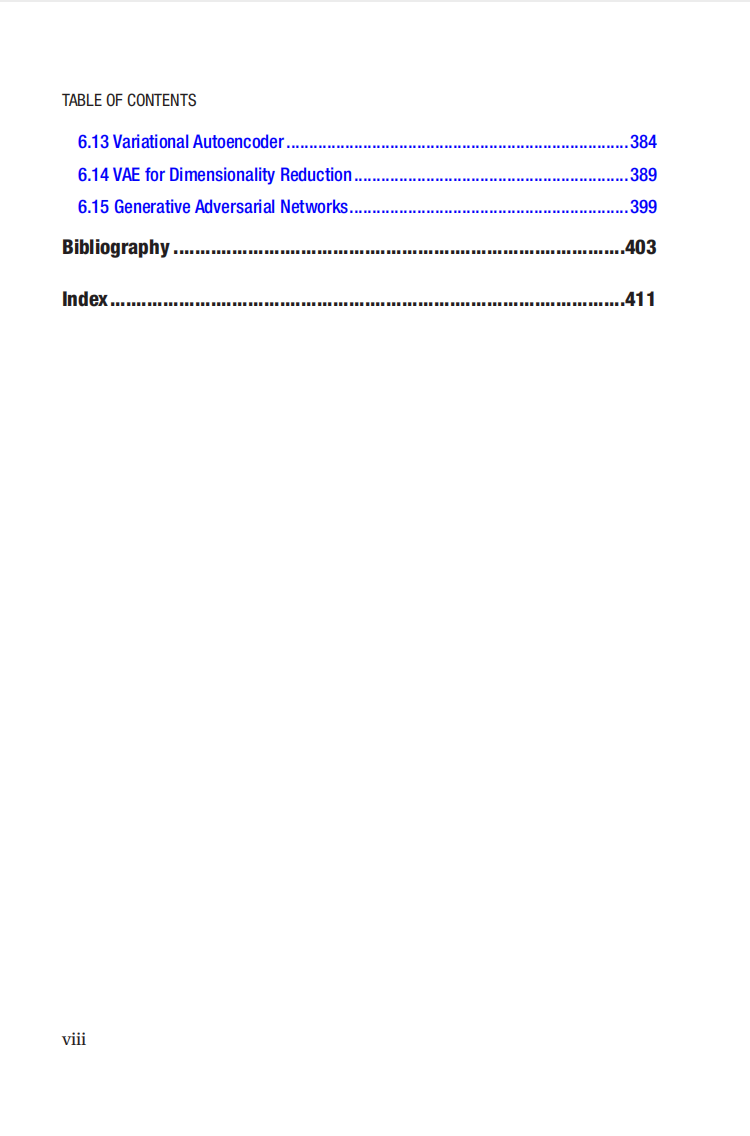 TABLE OF CONTENTS
6.13 Variational Autoencoder............................................................................384
6.14 VAE for Dimensionality Reduction.............................................................389
6.15 Generative Adversarial Networks..............................................................399
Bibliography.....................................................................................403
Index.................................................................................................411
viii